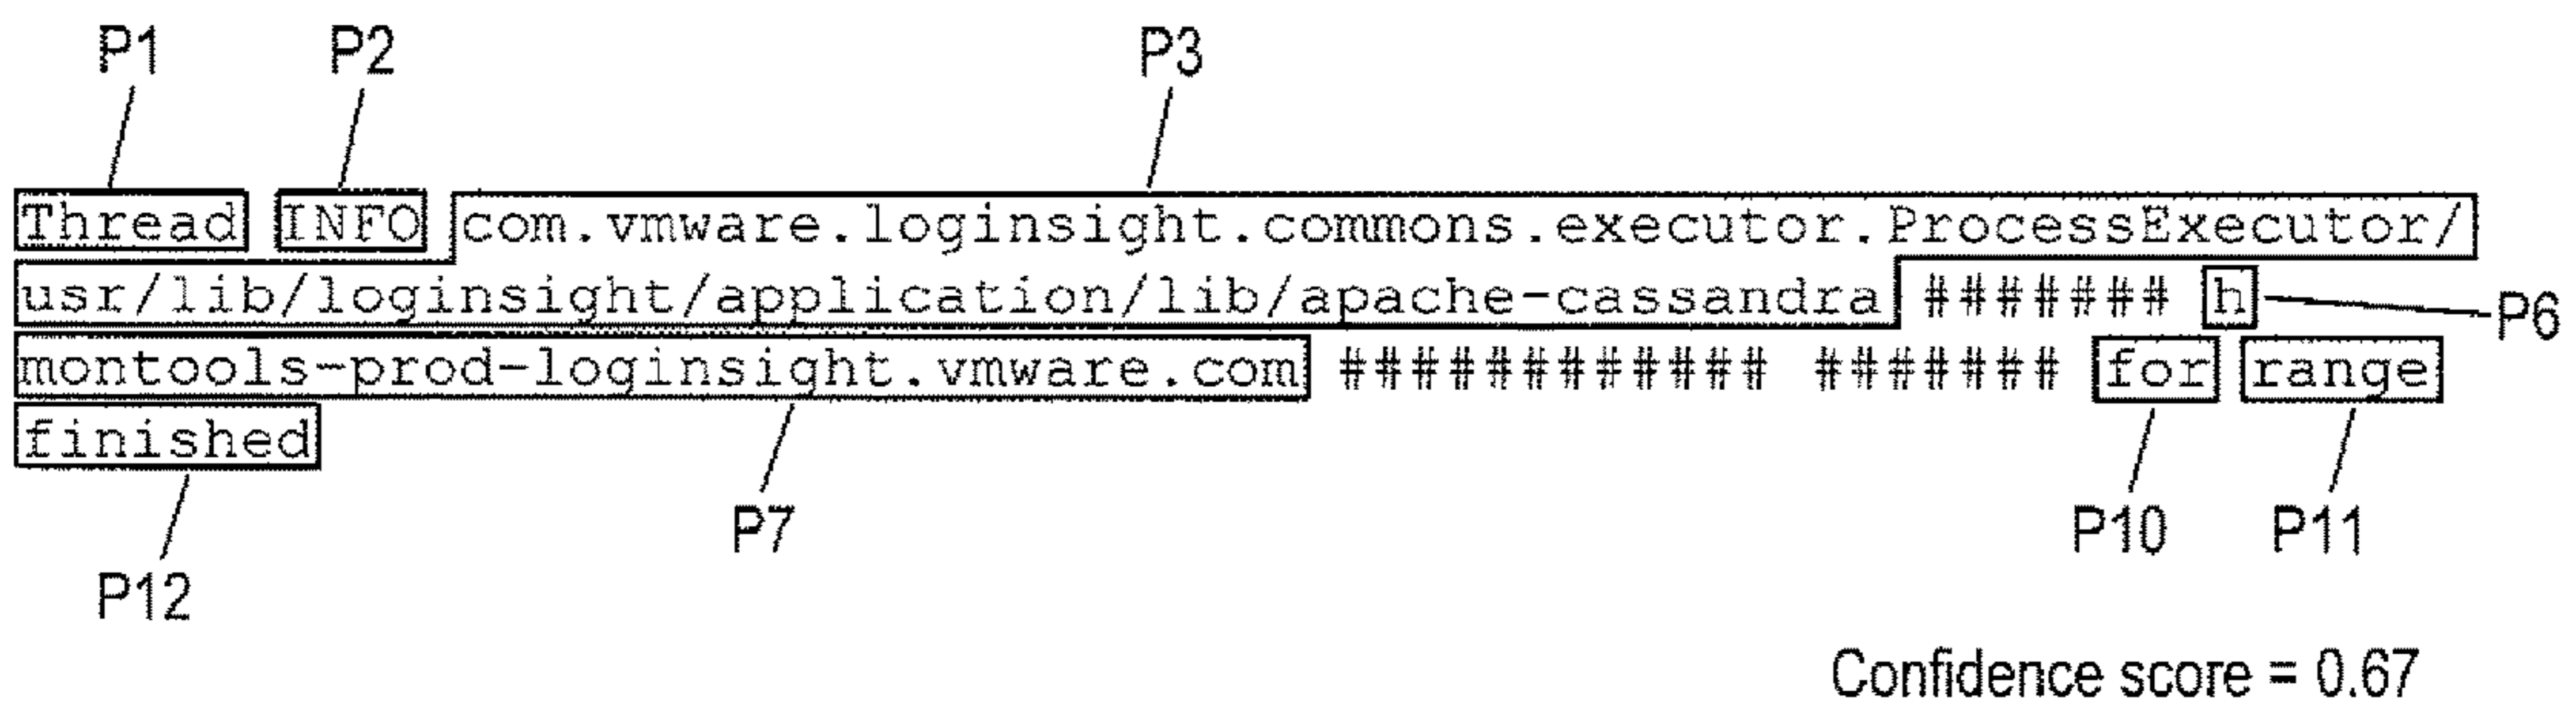 P1 P2 P3
Thread INFO com.vmware.loginsight.commons.executor.ProcessExecutor/
usr/lib/loginsight/application/lib/apache-cassandra ####### h P6
montools-prod-loginsight.vmware.com ############ ####### for range
finished
P12 P7 P10 P11
Confidence score = 0.67